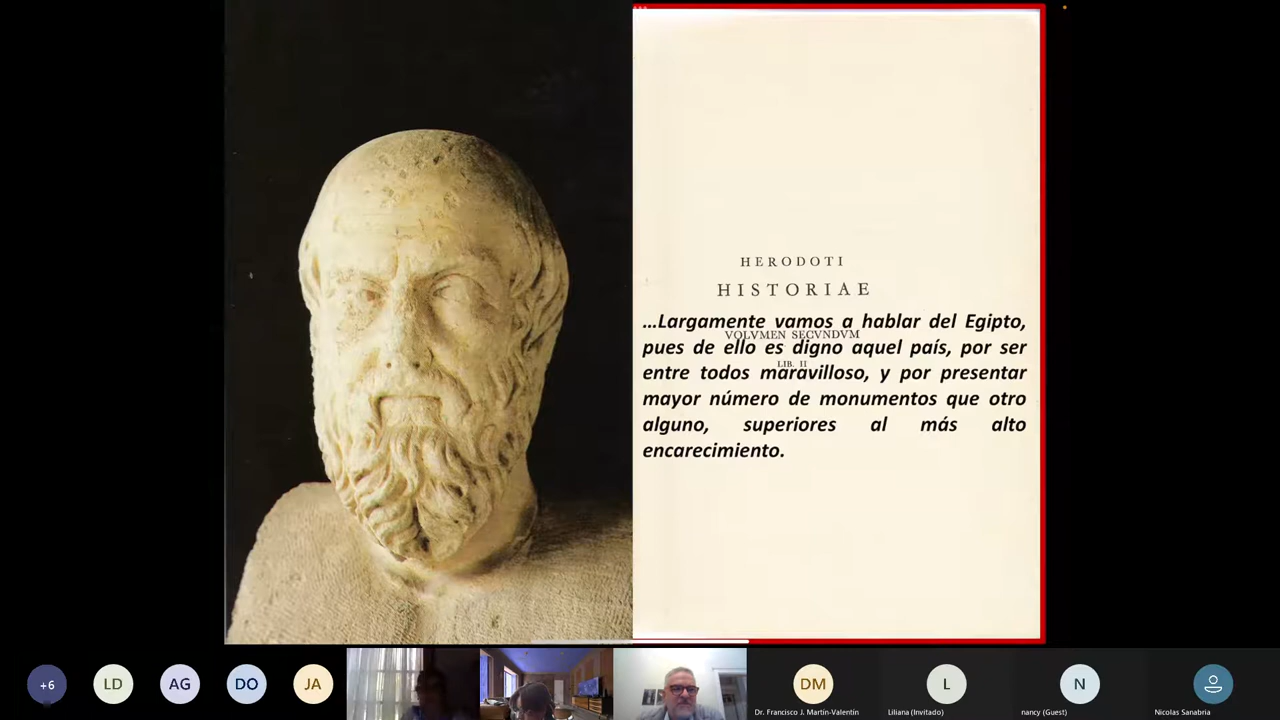 HERODOTI
HISTORIAE
…Largamente vamos a hablar del Egipto,
VOLVMEN SECVNDVM
pues de ello es digno aquel país, por ser
LIB. II
entre todos maravilloso, y por presentar
mayor número de monumentos que otro
alguno, superiores al más alto
encarecimiento.
+6
LD
AG
DO
JA
DM
L
N
Dr. Francisco J. Martín-Valentín
Liliana (Invitado)
nancy (Guest)
Nicolas Sanabria